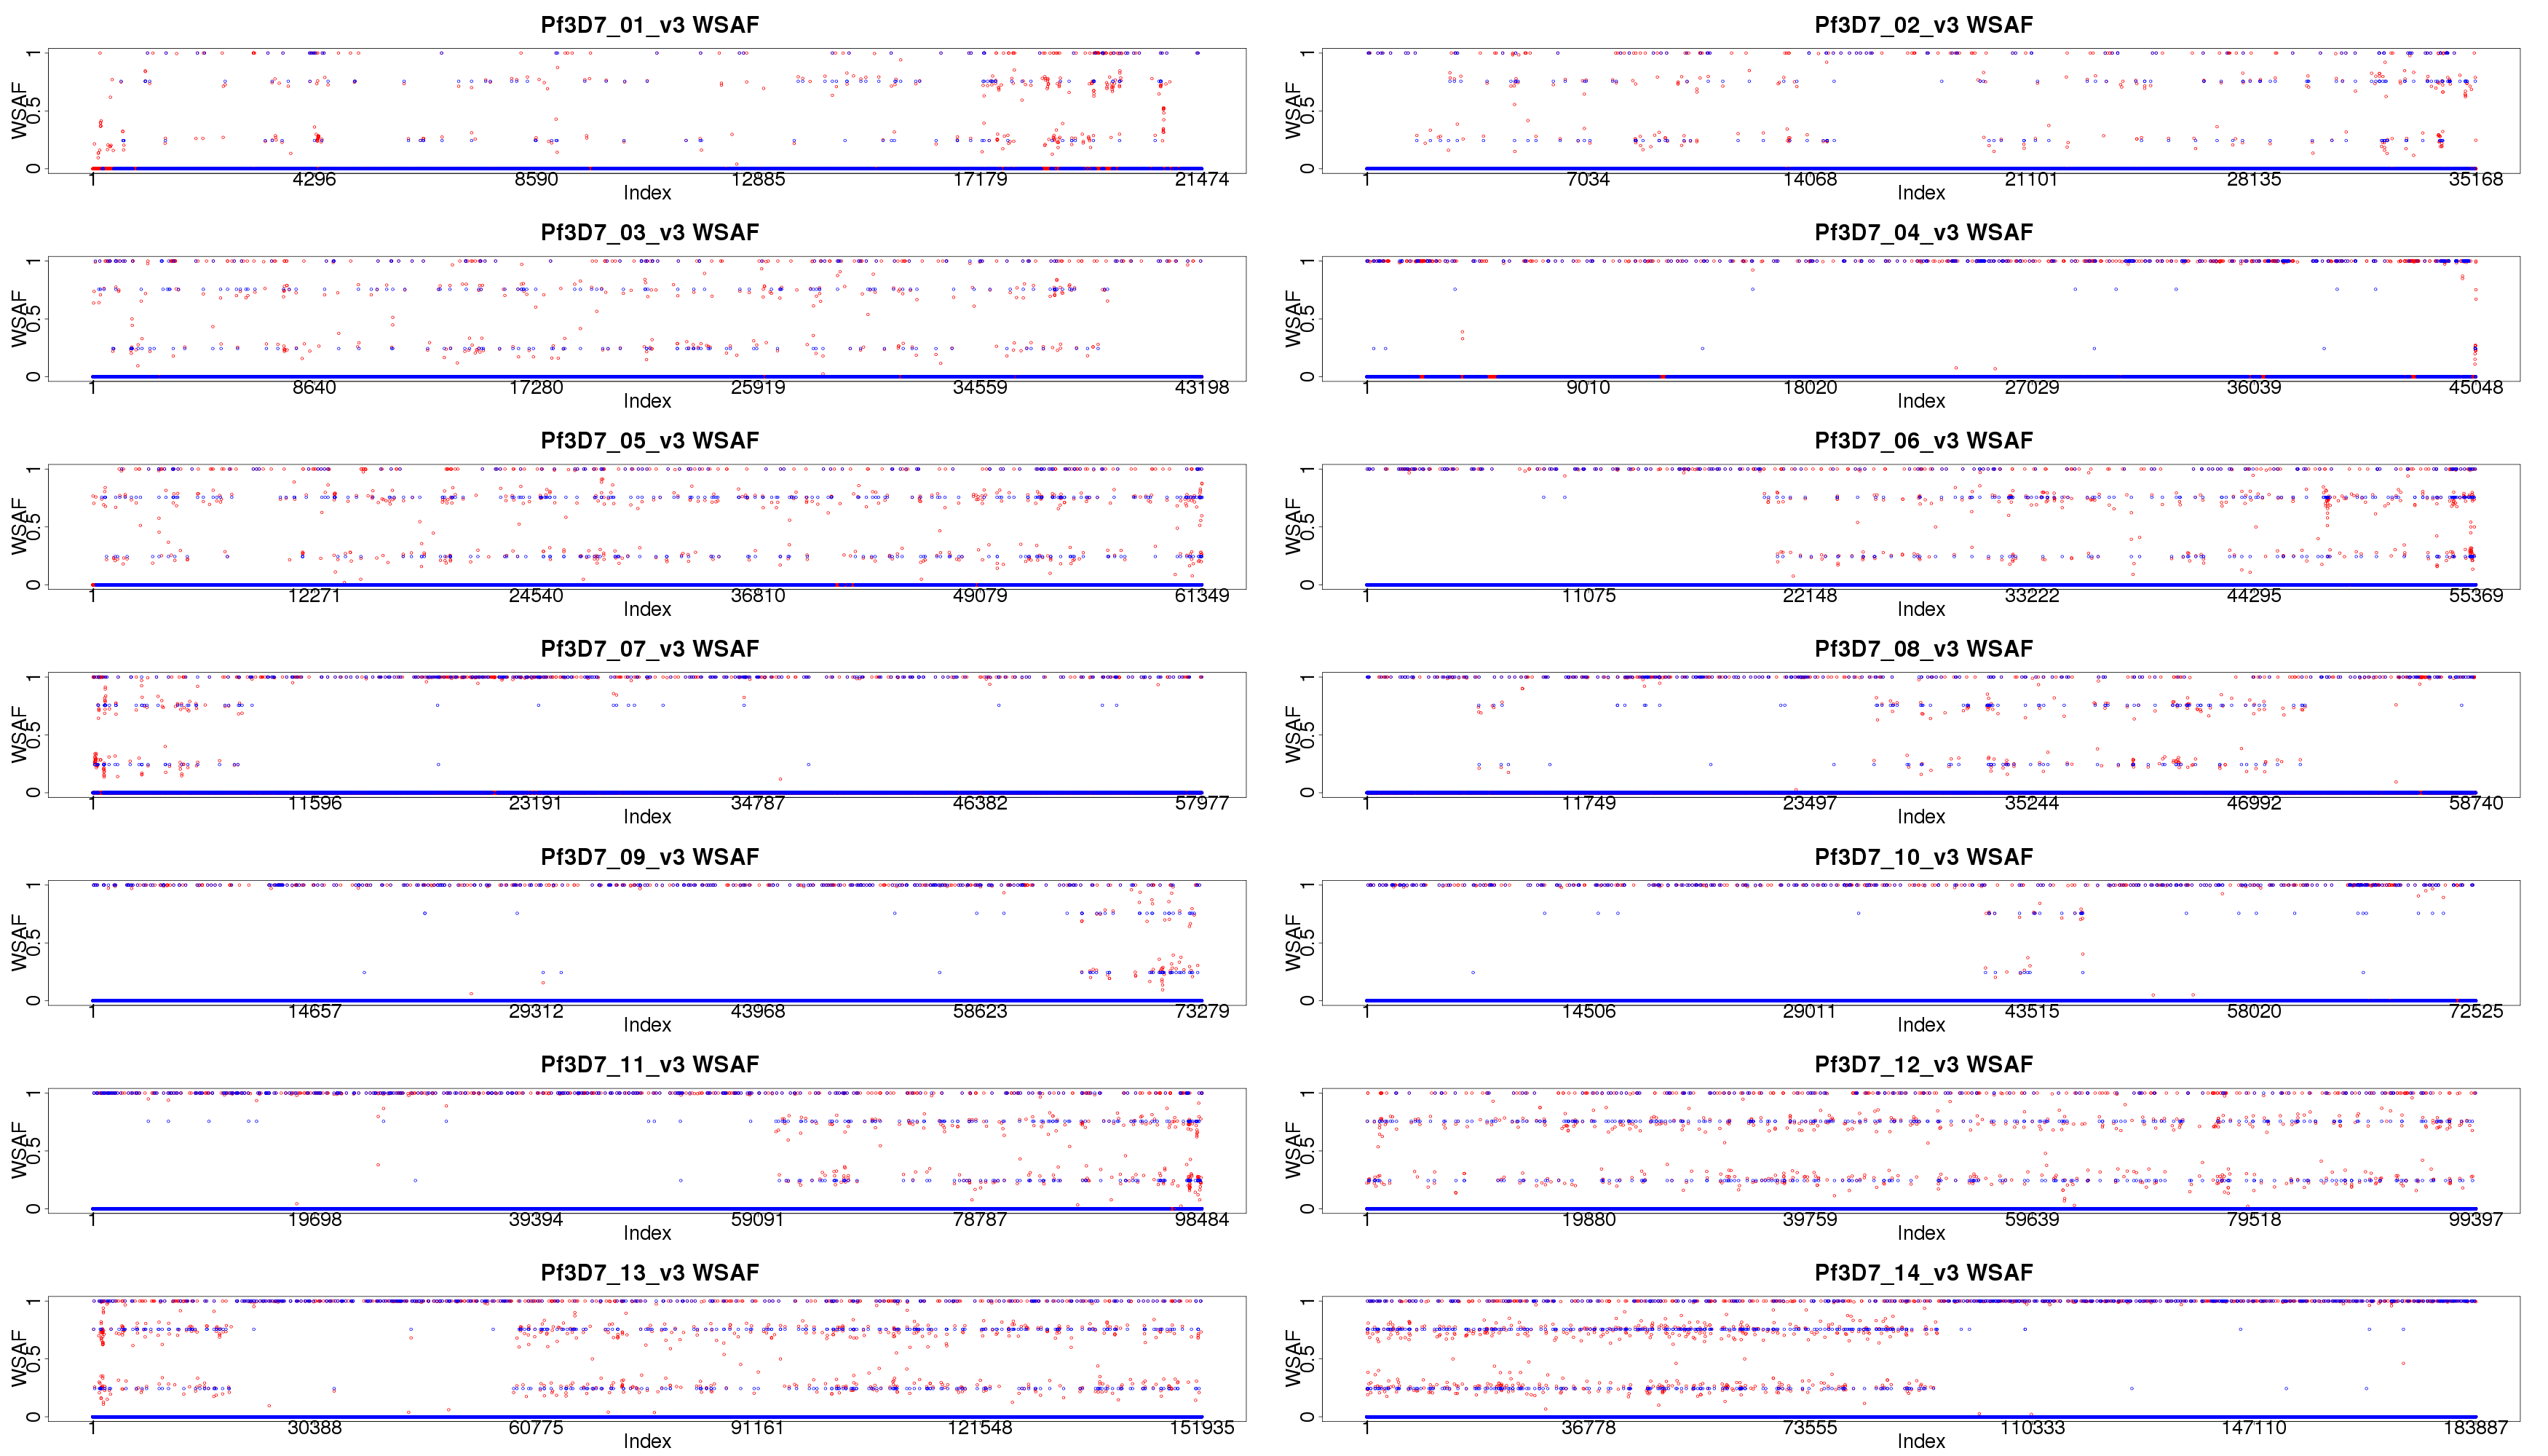 Pf3D7_01_v3 WSAF
WSAF
0 0.5 1
1 4296 8590 12885 17179 21474
Index
Pf3D7_02_v3 WSAF
WSAF
0 0.5 1
1 7034 14068 21101 28135 35168
Index
Pf3D7_03_v3 WSAF
WSAF
0 0.5 1
1 8640 17280 25919 34559 43198
Index
Pf3D7_04_v3 WSAF
WSAF
0 0.5 1
1 9010 18020 27029 36039 45048
Index
Pf3D7_05_v3 WSAF
WSAF
0 0.5 1
1 12271 24540 36810 49079 61349
Index
Pf3D7_06_v3 WSAF
WSAF
0 0.5 1
1 11075 22148 33222 44295 55369
Index
Pf3D7_07_v3 WSAF
WSAF
0 0.5 1
1 11596 23191 34787 46382 57977
Index
Pf3D7_08_v3 WSAF
WSAF
0 0.5 1
1 11749 23497 35244 46992 58740
Index
Pf3D7_09_v3 WSAF
WSAF
0 0.5 1
1 14657 29312 43968 58623 73279
Index
Pf3D7_10_v3 WSAF
WSAF
0 0.5 1
1 14506 29011 43515 58020 72525
Index
Pf3D7_11_v3 WSAF
WSAF
0 0.5 1
1 19698 39394 59091 78787 98484
Index
Pf3D7_12_v3 WSAF
WSAF
0 0.5 1
1 19880 39759 59639 79518 99397
Index
Pf3D7_13_v3 WSAF
WSAF
0 0.5 1
1 30388 60775 91161 121548 151935
Index
Pf3D7_14_v3 WSAF
WSAF
0 0.5 1
1 36778 73555 110333 147110 183887
Index